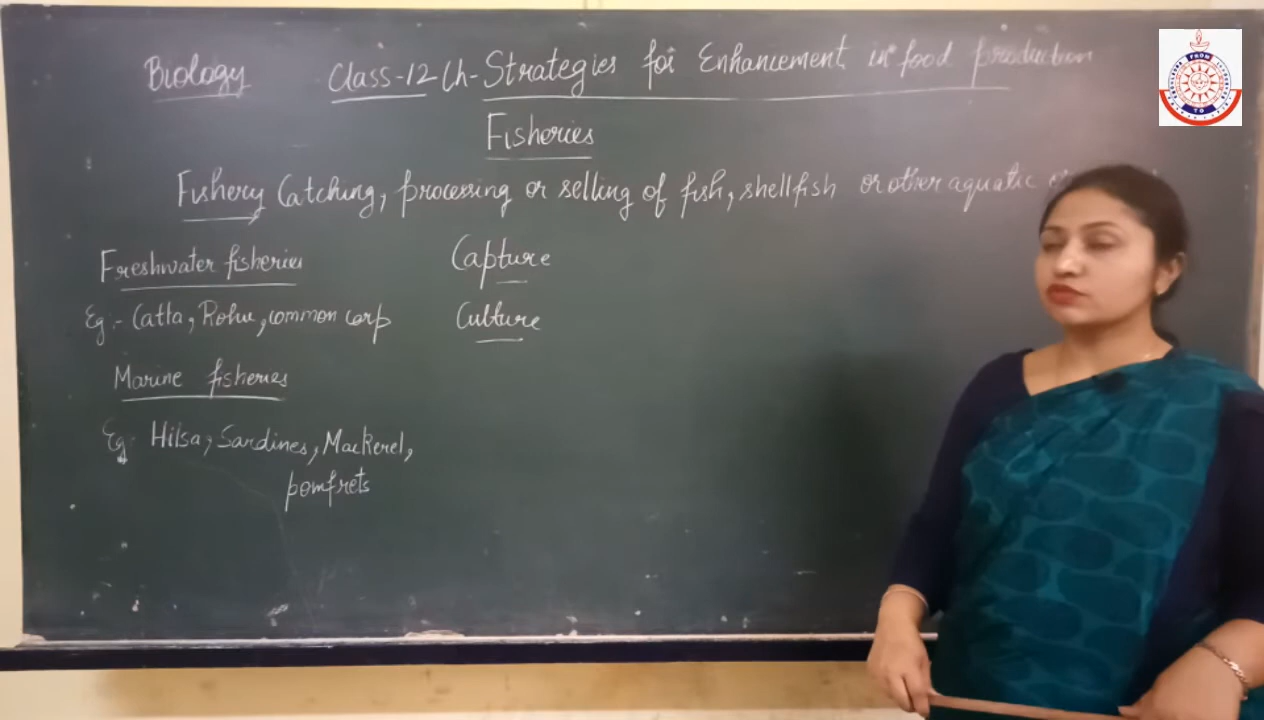 Biology Class-12 Ch-Strategies for Enhancement in food production
Fisheries
Fishery Catching, processing or selling of fish, shellfish or other aquatic
Freshwater fisheries
Eg:- Catla, Rohu, common carp
Marine fisheries
Eg:- Hilsa, Sardines, Mackerel,
pomfrets
Capture
Culture